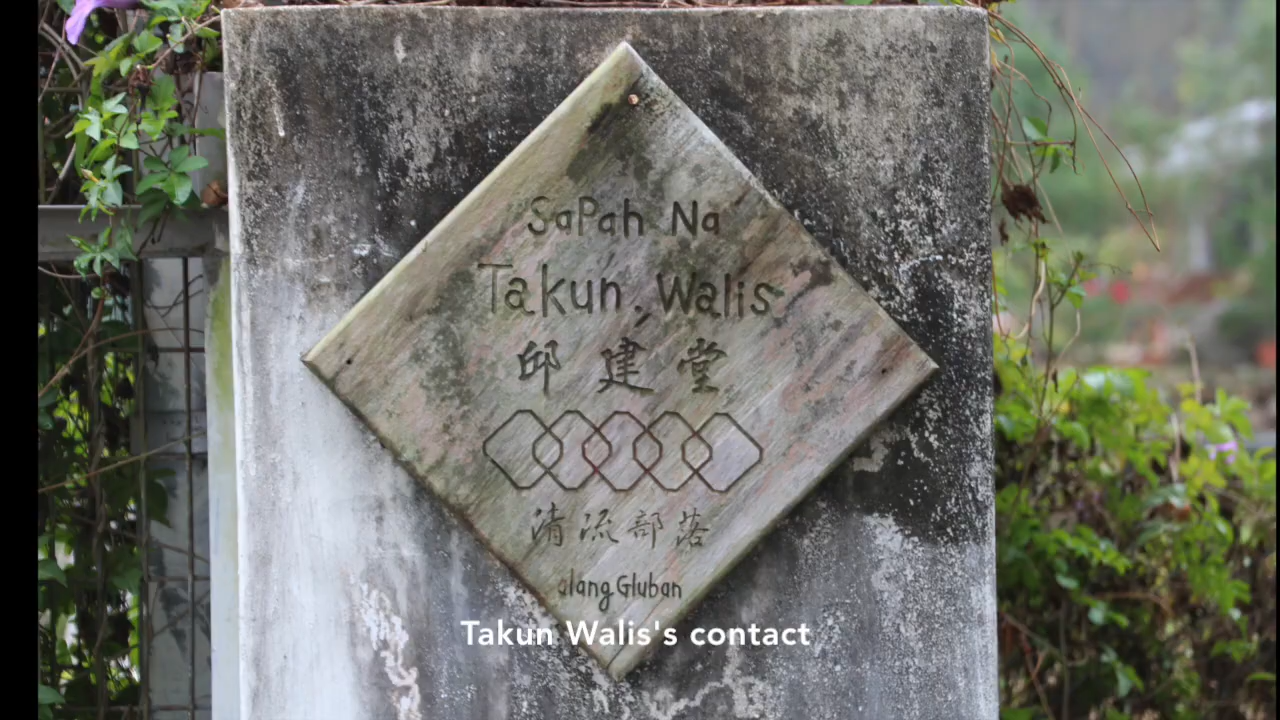 SaPah Na
Takun, Walis
邱建堂
清流部落
alang Gluban
Takun Walis's contact